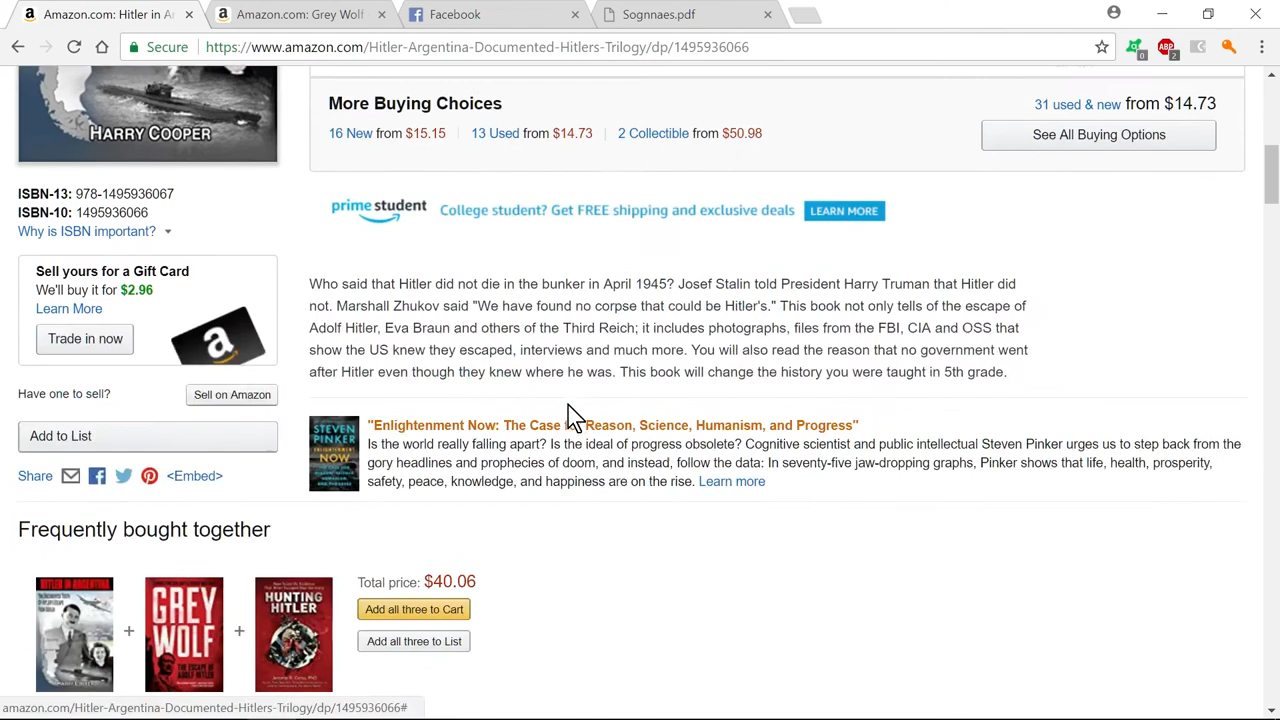 Amazon.com: Hitler in A
Amazon.com: Grey Wolf
Facebook
Sognnaes.pdf
Secure
https://www.amazon.com/Hitler-Argentina-Documented-Hitlers-Trilogy/dp/1495936066
0
ABP
2
HARRY COOPER
More Buying Choices
31 used & new from $14.73
16 New from $15.15
13 Used from $14.73
2 Collectible from $50.98
See All Buying Options
ISBN-13: 978-1495936067
ISBN-10: 1495936066
Why is ISBN important?
prime student College student? Get FREE shipping and exclusive deals LEARN MORE
Sell yours for a Gift Card
We'll buy it for $2.96
Learn More
Trade in now
a
Have one to sell? Sell on Amazon
Add to List
Share <Embed>
Who said that Hitler did not die in the bunker in April 1945? Josef Stalin told President Harry Truman that Hitler did
not. Marshall Zhukov said "We have found no corpse that could be Hitler's." This book not only tells of the escape of
Adolf Hitler, Eva Braun and others of the Third Reich; it includes photographs, files from the FBI, CIA and OSS that
show the US knew they escaped, interviews and much more. You will also read the reason that no government went
after Hitler even though they knew where he was. This book will change the history you were taught in 5th grade.
STEVEN
PINKER
ENLIGHTENMENT
NOW
"Enlightenment Now: The Case Reason, Science, Humanism, and Progress"
Is the world really falling apart? Is the ideal of progress obsolete? Cognitive scientist and public intellectual Steven Pinker urges us to step back from the
gory headlines and prophecies of doom, and instead, follow the data: In seventy-five jaw-dropping graphs, Pinker shows that life, health, prosperity,
safety, peace, knowledge, and happiness are on the rise. Learn more
Frequently bought together
HITLER IN ARGENTINA
+
GREY
WOLF
THE ESCAPE OF
ADOLF HITLER
+
HUNTING
HITLER
Total price: $40.06
Add all three to Cart
Add all three to List
amazon.com/Hitler-Argentina-Documented-Hitlers-Trilogy/dp/1495936066#